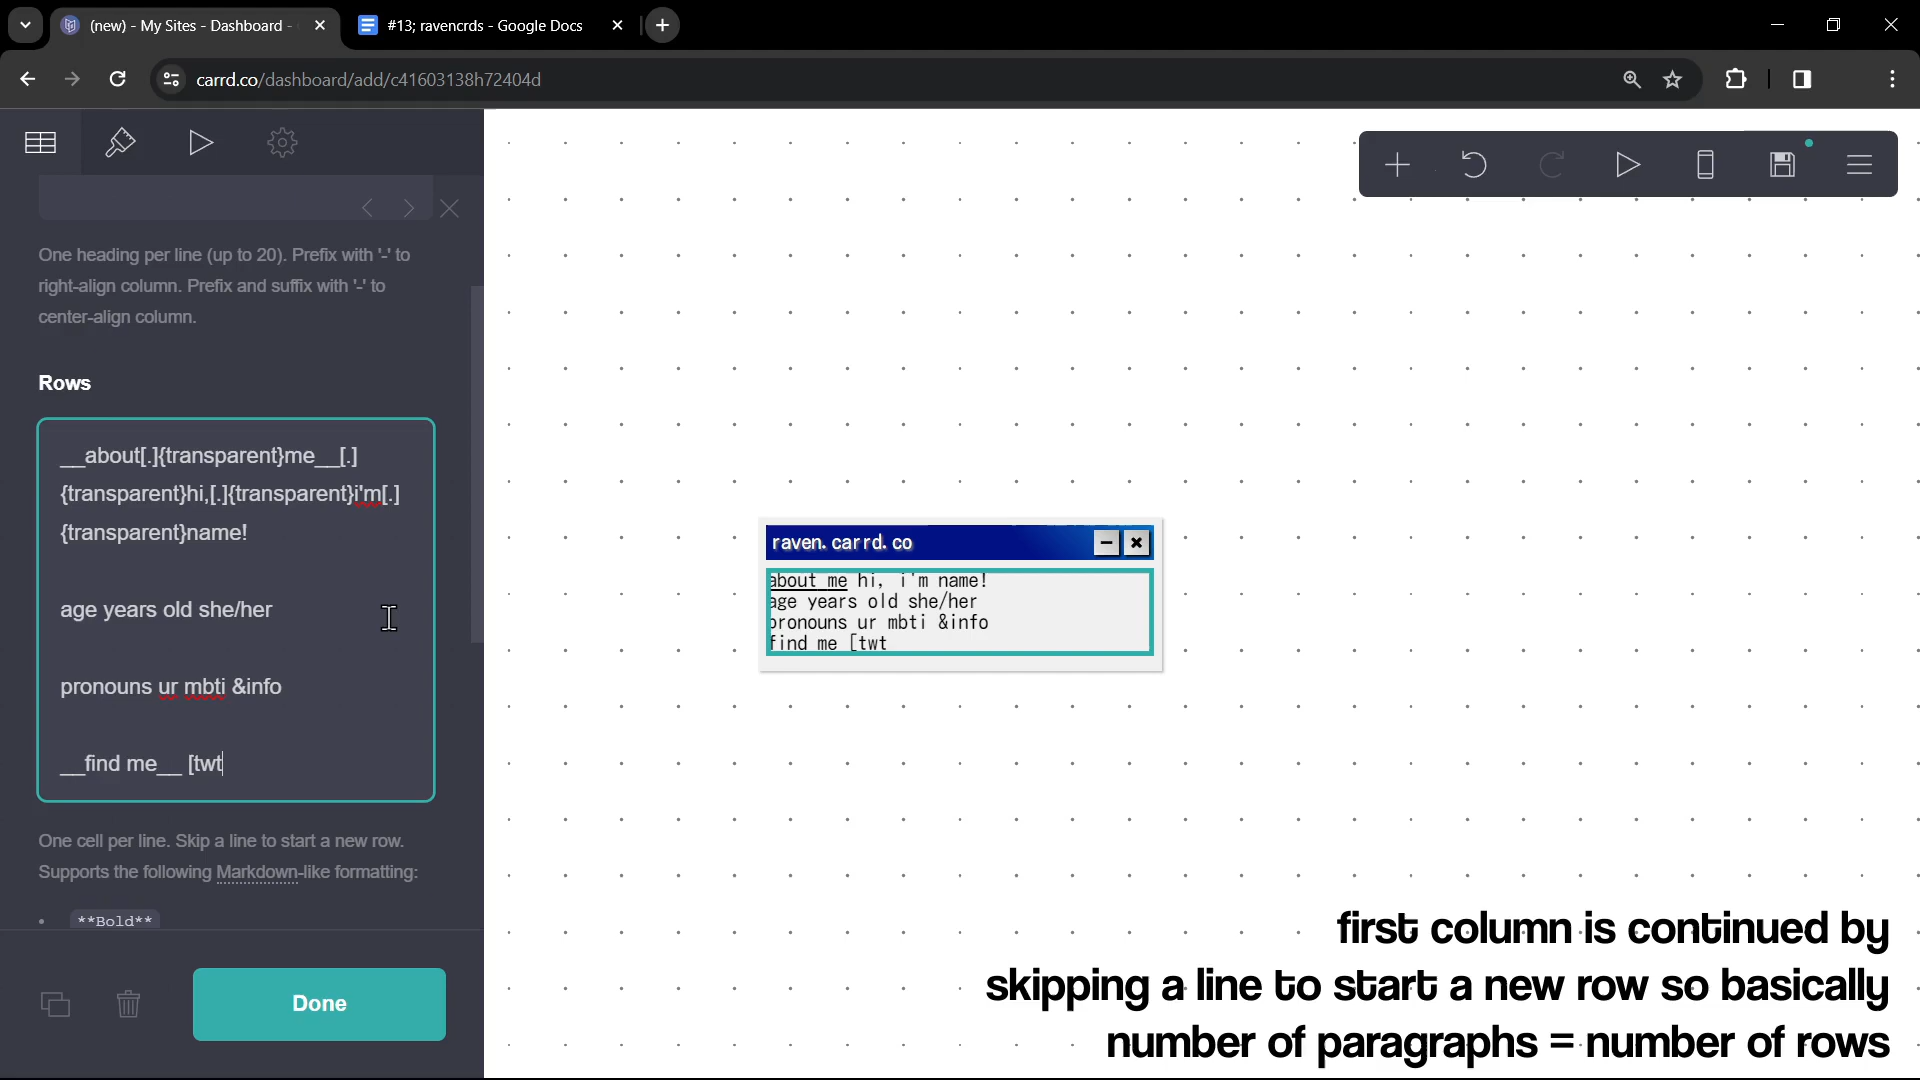 (new) - My Sites - Dashboard -
#13; ravencrds - Google Docs
carrd.co/dashboard/add/c41603138h72404d
One heading per line (up to 20). Prefix with '-' to
right-align column. Prefix and suffix with '-' to
center-align column.
Rows
__about[.]{transparent}me__[.]
{transparent}hi,[.]{transparent}i'm[.]
{transparent}name!
age years old she/her
pronouns ur mbti &info
__find me__ [twt
One cell per line. Skip a line to start a new row.
Supports the following Markdown-like formatting:
• **Bold**
Done
raven.carrd.co
about me hi, i'm name!
age years old she/her
pronouns ur mbti &info
find me [twt
first column is continued by
skipping a line to start a new row so basically
number of paragraphs = number of rows